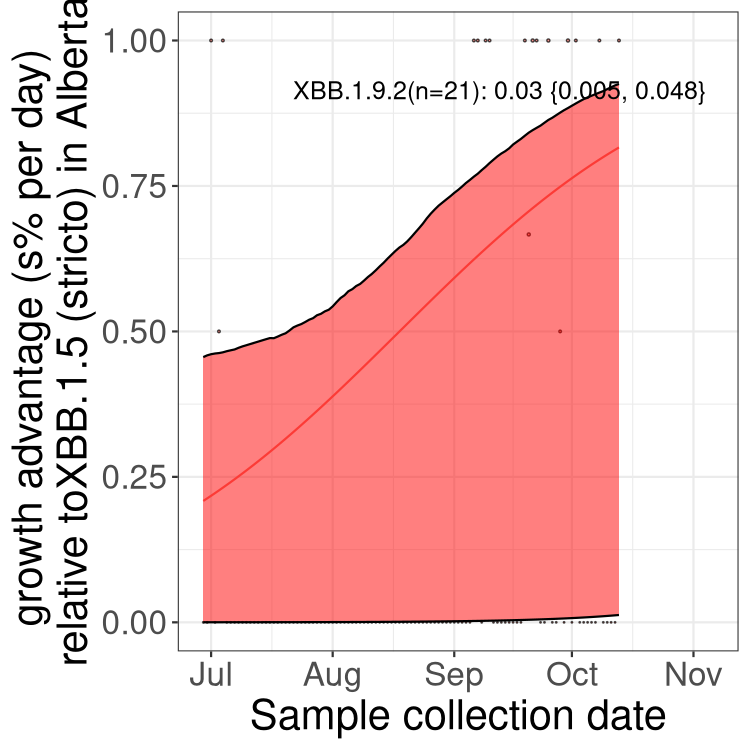 growth advantage (s% per day)
relative toXBB.1.5 (stricto) in Alberta
1.00
0.75
0.50
0.25
0.00
XBB.1.9.2(n=21): 0.03 {0.005, 0.048}
Jul Aug Sep Oct Nov
Sample collection date